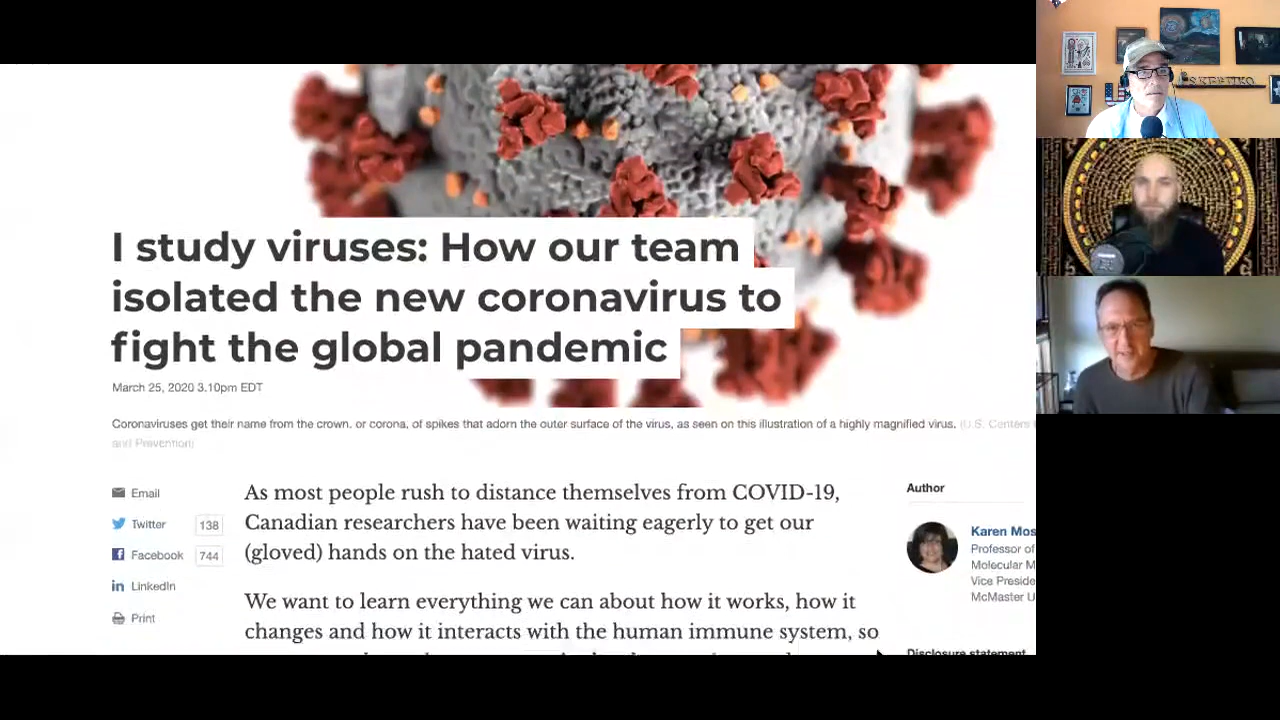 I study viruses: How our team
isolated the new coronavirus to
fight the global pandemic
March 25, 2020 3.10pm EDT
Coronaviruses get their name from the crown, or corona, of spikes that adorn the outer surface of the virus, as seen on this illustration of a highly magnified virus. (U.S. Centers
and Prevention)
Email
Twitter 138
Facebook 744
LinkedIn
Print
As most people rush to distance themselves from COVID-19,
Canadian researchers have been waiting eagerly to get our
(gloved) hands on the hated virus.
We want to learn everything we can about how it works, how it
changes and how it interacts with the human immune system, so
Author
Karen Mos
Professor of
Molecular M
Vice Preside
McMaster U
Disclosure statement
SKEPTIKO